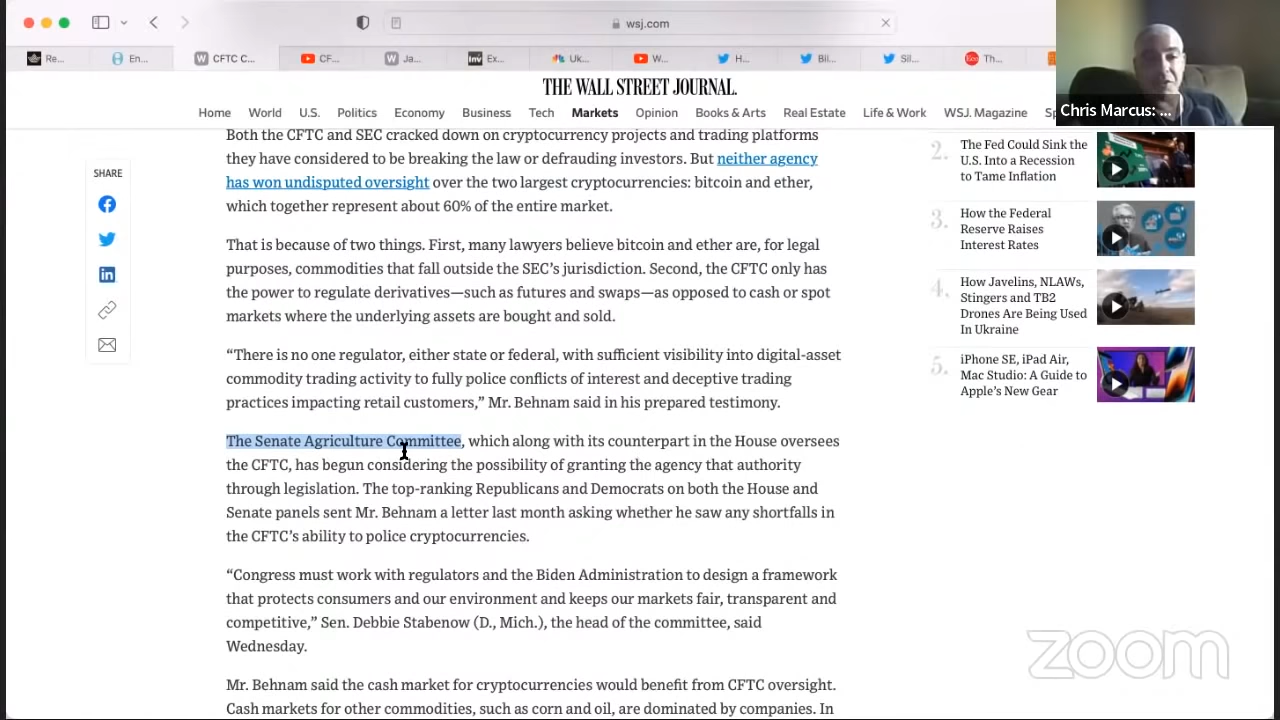 wsj.com
Re...
En...
CFTC C...
CF...
Ja...
Inv
Ex...
Uk...
W...
H...
Bil...
Sil...
Eco
Th...
THE WALL STREET JOURNAL.
Home
World
U.S.
Politics
Economy
Business
Tech
Markets
Opinion
Books & Arts
Real Estate
Life & Work
WSJ. Magazine
Sp
Chris Marcus: ...
SHARE
Both the CFTC and SEC cracked down on cryptocurrency projects and trading platforms
they have considered to be breaking the law or defrauding investors. But neither agency
has won undisputed oversight over the two largest cryptocurrencies: bitcoin and ether,
which together represent about 60% of the entire market.
That is because of two things. First, many lawyers believe bitcoin and ether are, for legal
purposes, commodities that fall outside the SEC’s jurisdiction. Second, the CFTC only has
the power to regulate derivatives—such as futures and swaps—as opposed to cash or spot
markets where the underlying assets are bought and sold.
“There is no one regulator, either state or federal, with sufficient visibility into digital-asset
commodity trading activity to fully police conflicts of interest and deceptive trading
practices impacting retail customers,” Mr. Behnam said in his prepared testimony.
The Senate Agriculture Committee, which along with its counterpart in the House oversees
the CFTC, has begun considering the possibility of granting the agency that authority
through legislation. The top-ranking Republicans and Democrats on both the House and
Senate panels sent Mr. Behnam a letter last month asking whether he saw any shortfalls in
the CFTC’s ability to police cryptocurrencies.
“Congress must work with regulators and the Biden Administration to design a framework
that protects consumers and our environment and keeps our markets fair, transparent and
competitive,” Sen. Debbie Stabenow (D., Mich.), the head of the committee, said
Wednesday.
Mr. Behnam said the cash market for cryptocurrencies would benefit from CFTC oversight.
Cash markets for other commodities, such as corn and oil, are dominated by companies. In
2.
The Fed Could Sink the
U.S. Into a Recession
to Tame Inflation
3.
How the Federal
Reserve Raises
Interest Rates
4.
How Javelins, NLAWs,
Stingers and TB2
Drones Are Being Used
In Ukraine
5.
iPhone SE, iPad Air,
Mac Studio: A Guide to
Apple’s New Gear
zoom